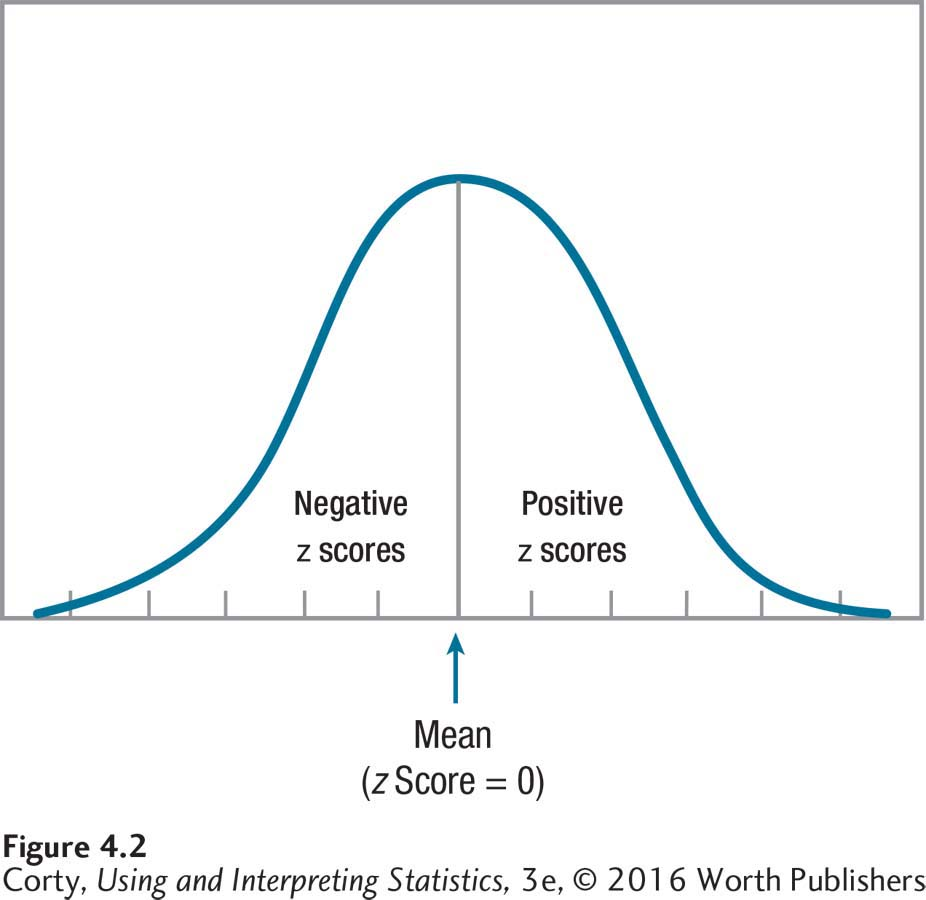 Negative
z scores
Positive
z scores
Mean
(z Score = 0)
Figure 4.2
Corty, Using and Interpreting Statistics, 3e, © 2016 Worth Publishers